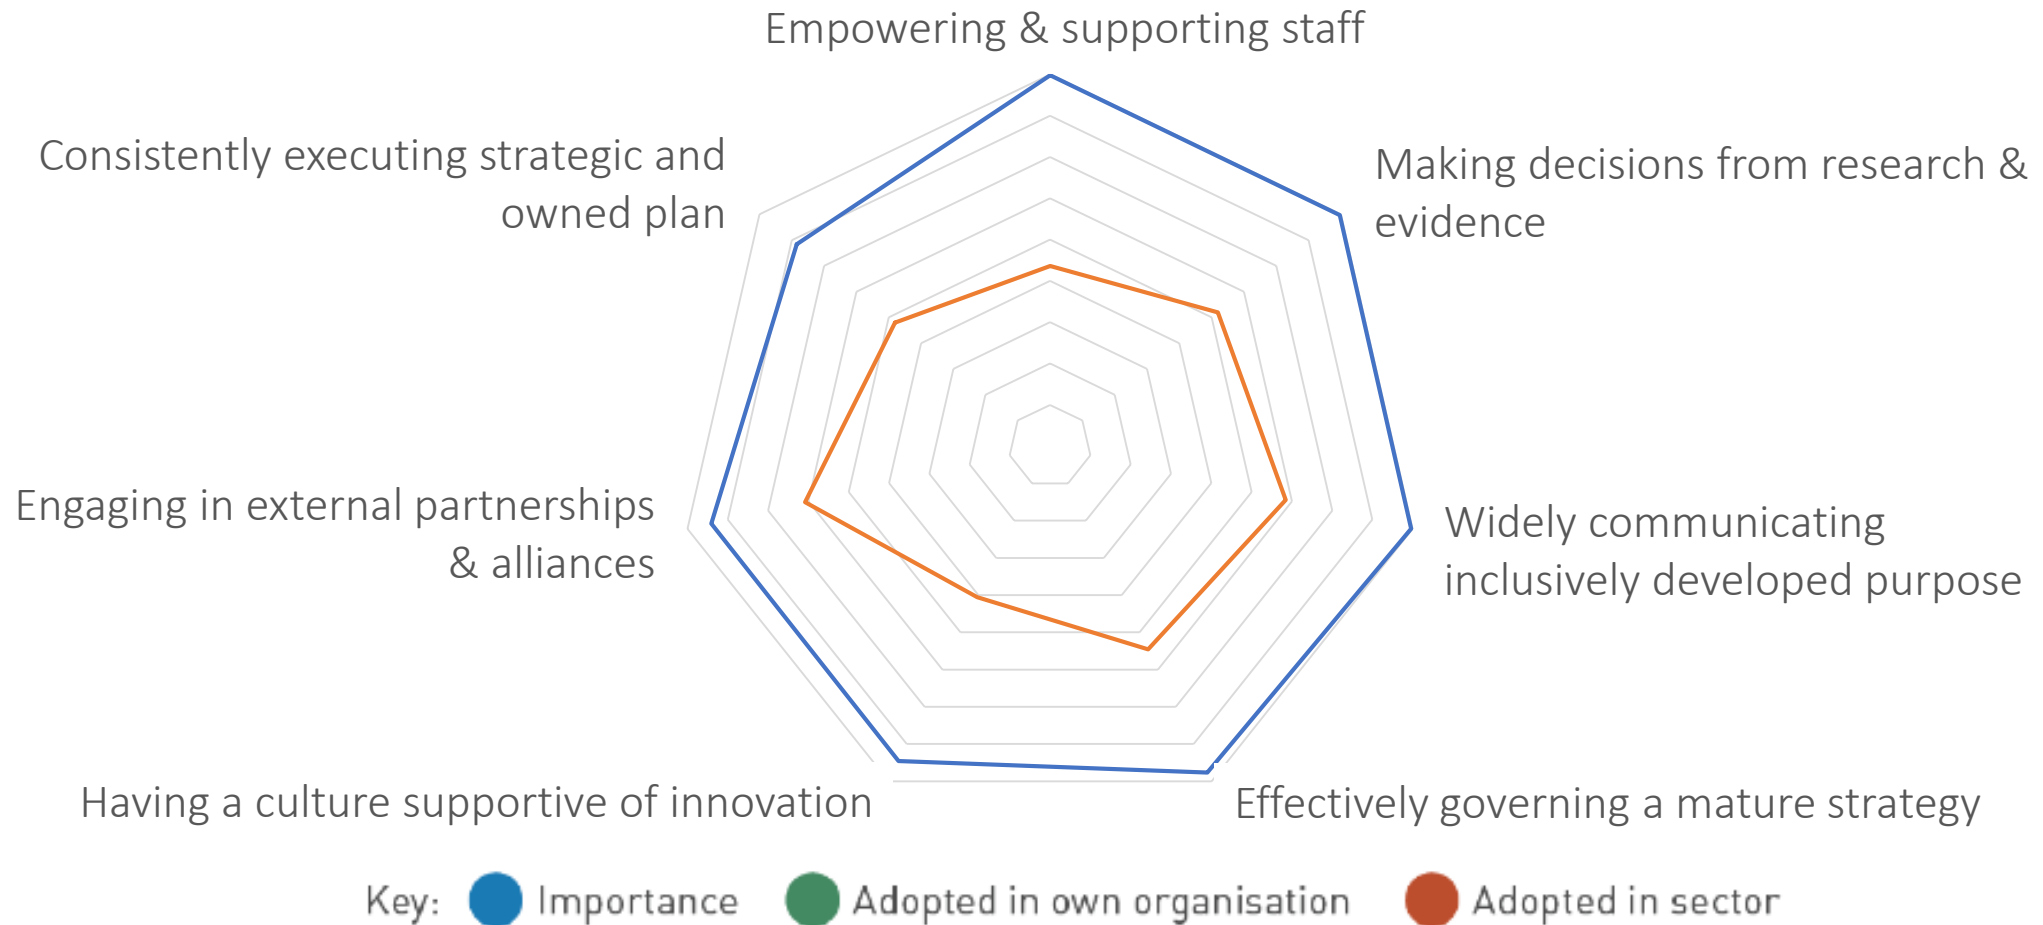 Empowering & supporting staff
Consistently executing strategic and
owned plan
Making decisions from research &
evidence
Engaging in external partnerships
& alliances
Widely communicating
inclusively developed purpose
Having a culture supportive of innovation
Effectively governing a mature strategy
Key: Importance Adopted in own organisation Adopted in sector